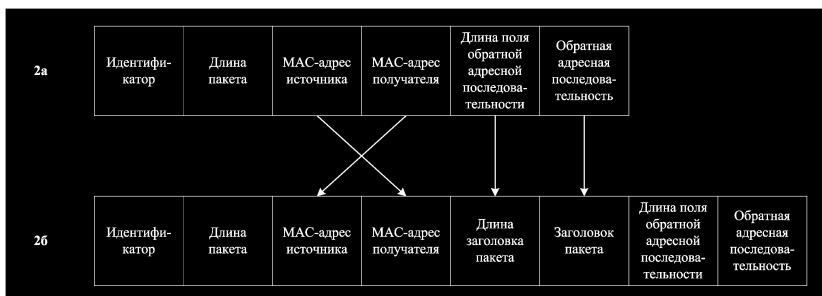 2а
Идентифи-
катор
Длина
пакета
МАС-адрес
источника
МАС-адрес
получателя
Длина поля
обратной
адресной
последова-
тельности
Обратная
адресная
последова-
тельность
2б
Идентифи-
катор
Длина
пакета
МАС-адрес
источника
МАС-адрес
получателя
Длина
заголовка
пакета
Заголовок
пакета
Длина поля
обратной
адресной
последова-
тельности
Обратная
адресная
последова-
тельность